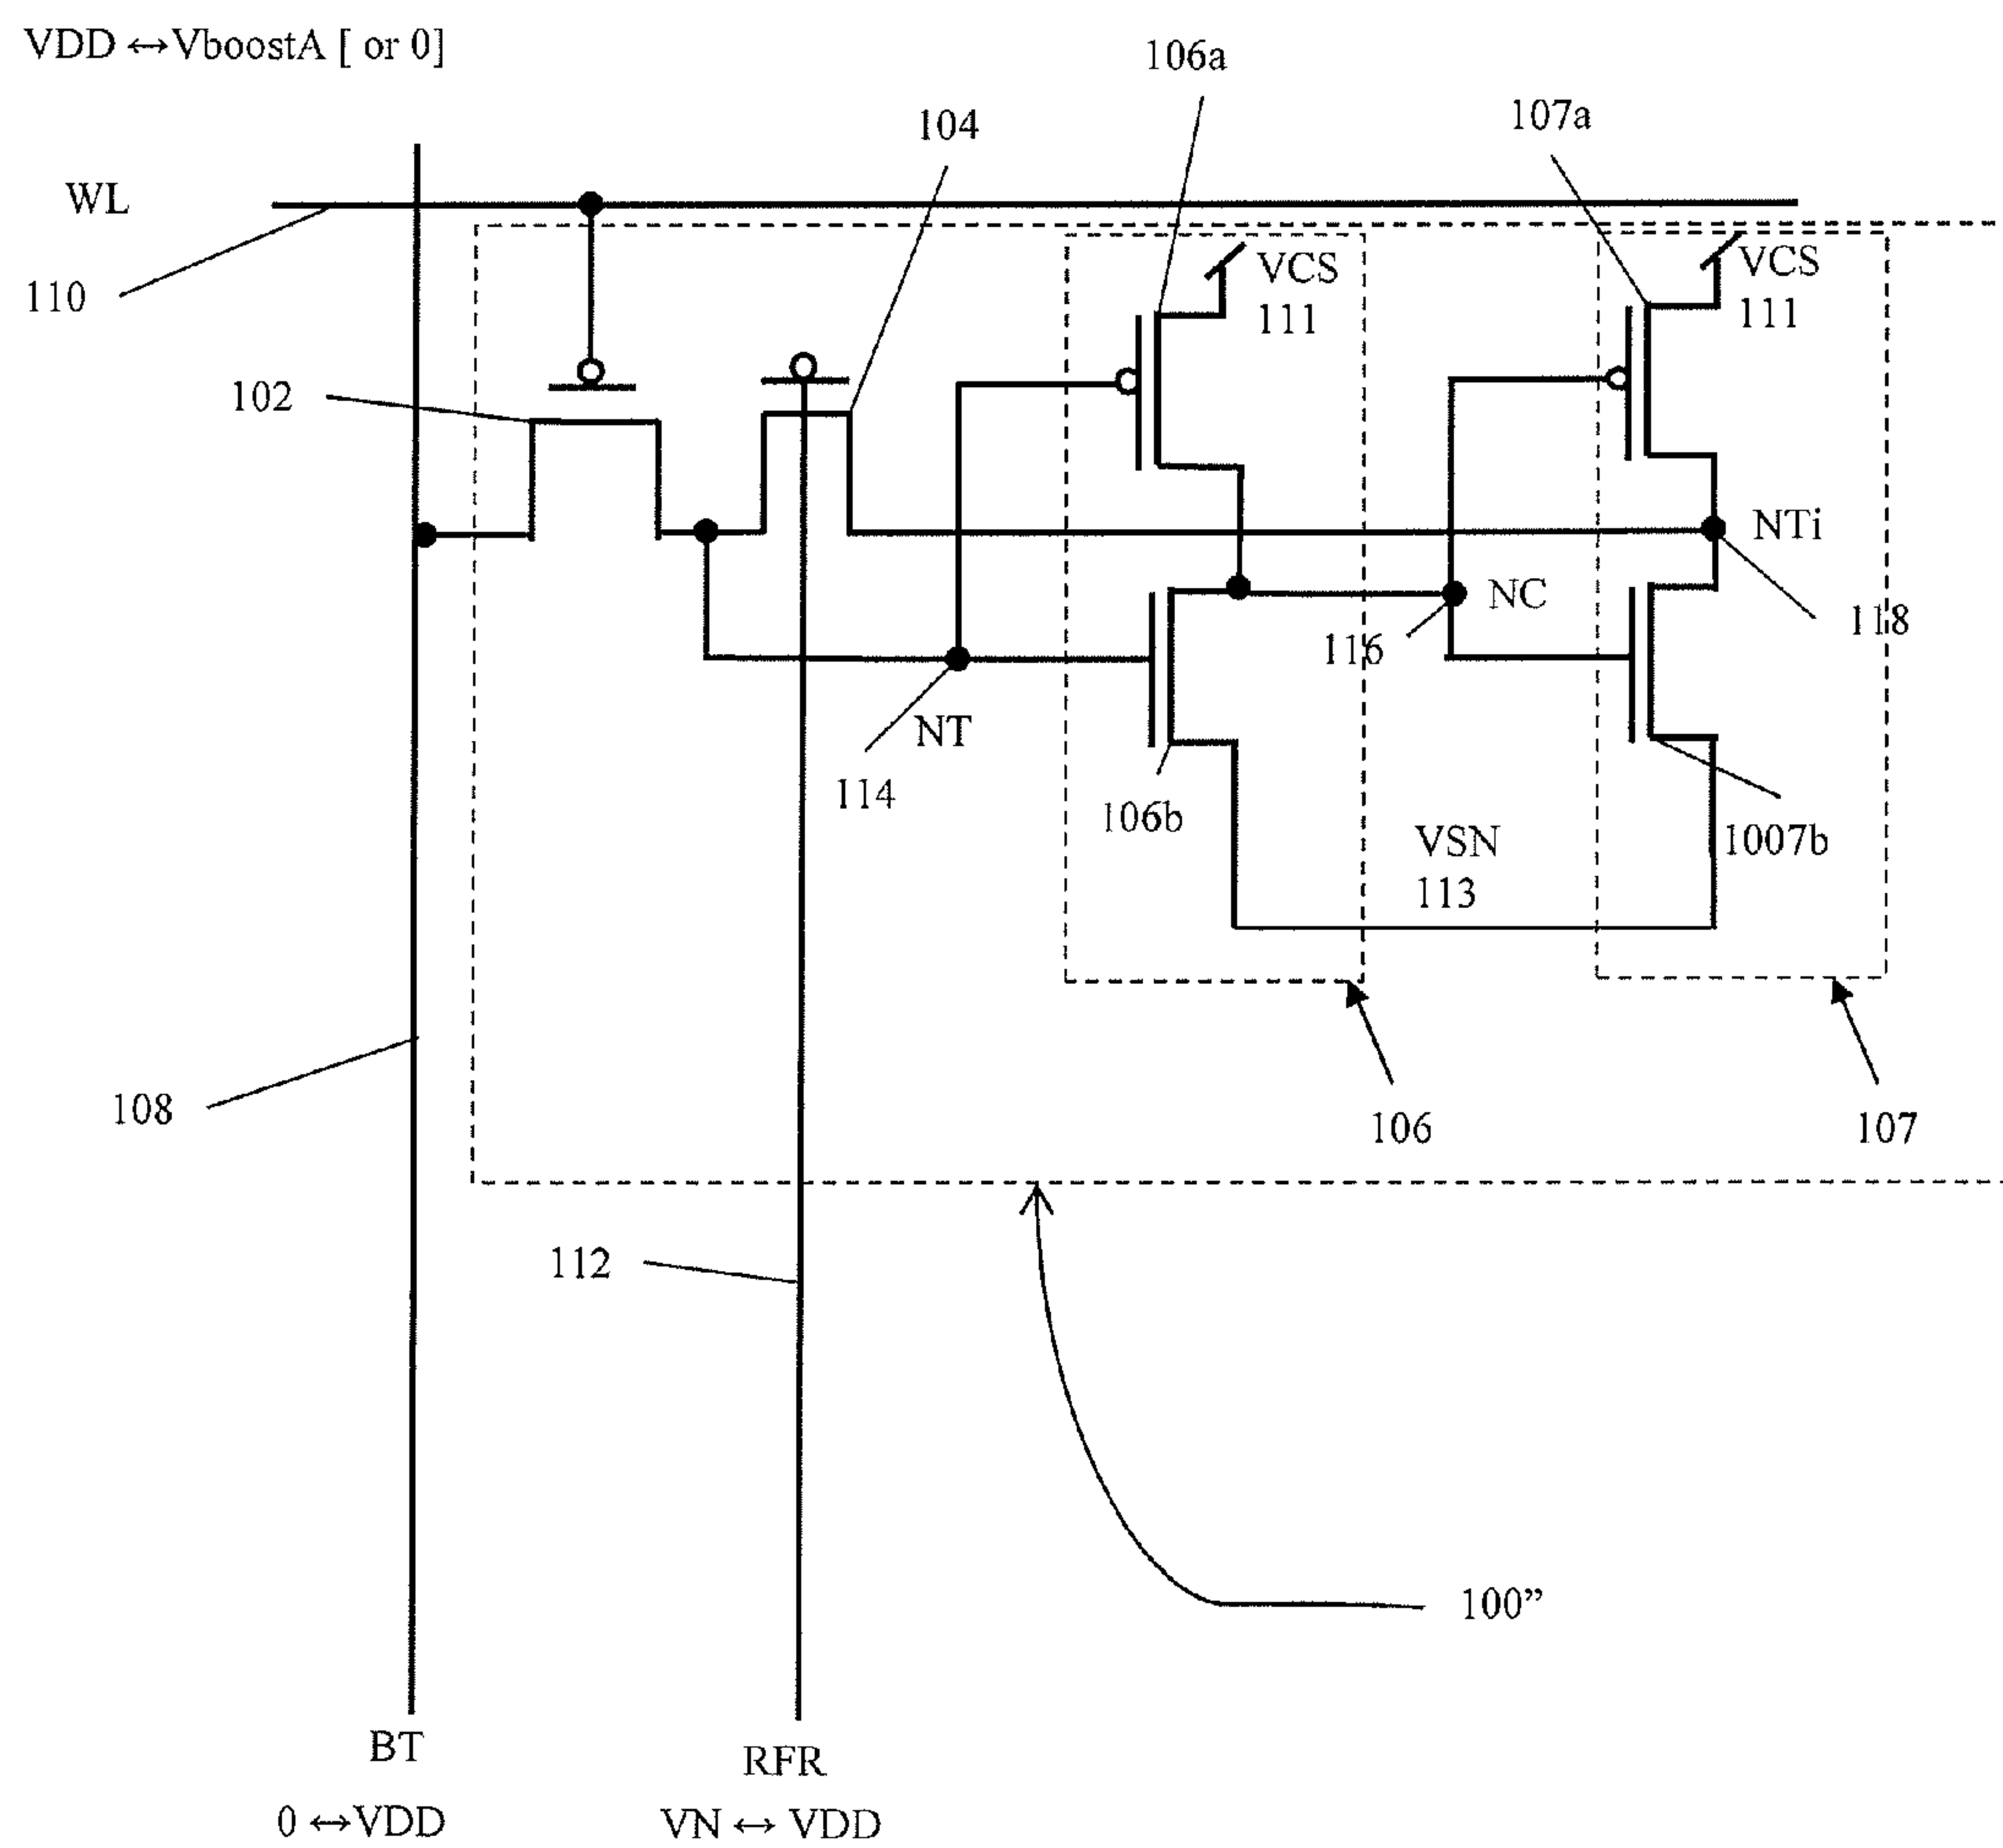 VDD ↔VboostA [ or 0]
106a
107a
104
WL
110
VCS
111
VCS
111
102
NTi
NC
118
116
NT
114
106b
VSN
113
1007b
106
107
108
112
100”
BT
RFR
0 ↔VDD
VN ↔ VDD